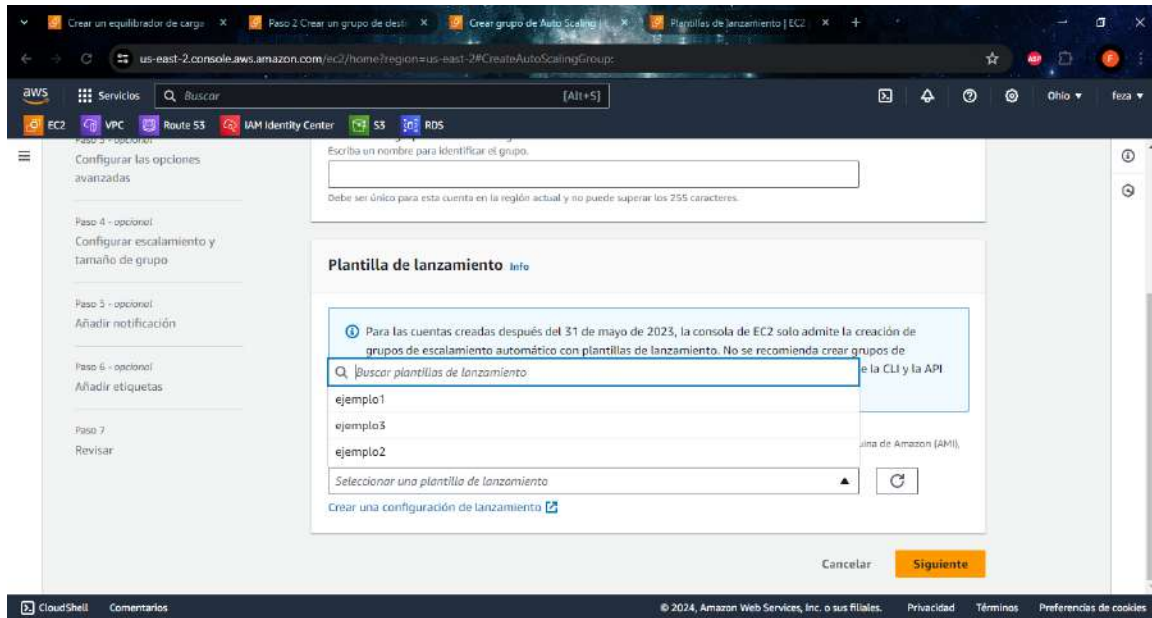 Crear un equilibrador de carga
Paso 2 Crear un grupo de desti
Crear grupo de Auto Scaling | E
Plantillas de lanzamiento | EC2
us-east-2.console.aws.amazon.com/ec2/home?region=us-east-2#CreateAutoScalingGroup:
aws
Servicios
Buscar
[Alt+S]
Ohio
feza
EC2
VPC
Route 53
IAM Identity Center
S3
RDS
Paso 3 - opcional
Configurar las opciones
avanzadas
Paso 4 - opcional
Configurar escalamiento y
tamaño de grupo
Paso 5 - opcional
Añadir notificación
Paso 6 - opcional
Añadir etiquetas
Paso 7
Revisar
Escriba un nombre para identificar el grupo.
Debe ser único para esta cuenta en la región actual y no puede superar los 255 caracteres.
Plantilla de lanzamiento Info
Para las cuentas creadas después del 31 de mayo de 2023, la consola de EC2 solo admite la creación de
grupos de escalamiento automático con plantillas de lanzamiento. No se recomienda crear grupos de
e la CLI y la API
Buscar plantillas de lanzamiento
ejemplo1
ejemplo3
ejemplo2
uina de Amazon (AMI),
Seleccionar una plantilla de lanzamiento
Crear una configuración de lanzamiento
Cancelar
Siguiente
CloudShell
Comentarios
© 2024, Amazon Web Services, Inc. o sus filiales.
Privacidad
Términos
Preferencias de cookies